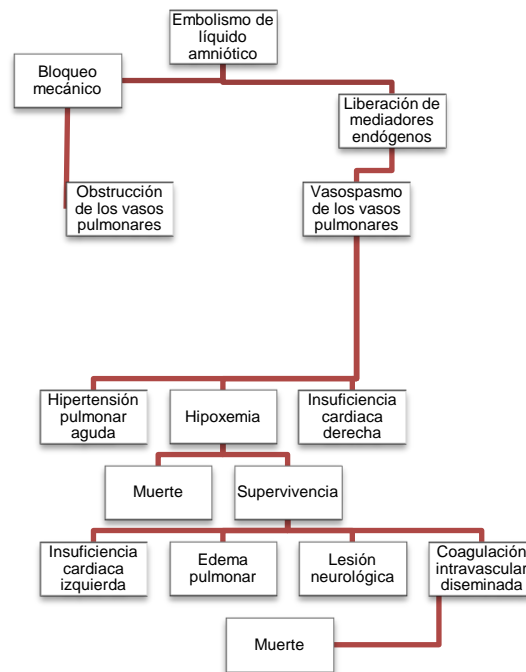 Embolismo de
líquido
amniótico
Bloqueo
mecánico
Liberación de
mediadores
endógenos
Obstrucción
de los vasos
pulmonares
Vasospasmo
de los vasos
pulmonares
Hipertensión
pulmonar
aguda
Hipoxemia
Insuficiencia
cardiaca
derecha
Muerte
Supervivencia
Insuficiencia
cardiaca
izquierda
Edema
pulmonar
Lesión
neurológica
Coagulación
intravascular
diseminada
Muerte